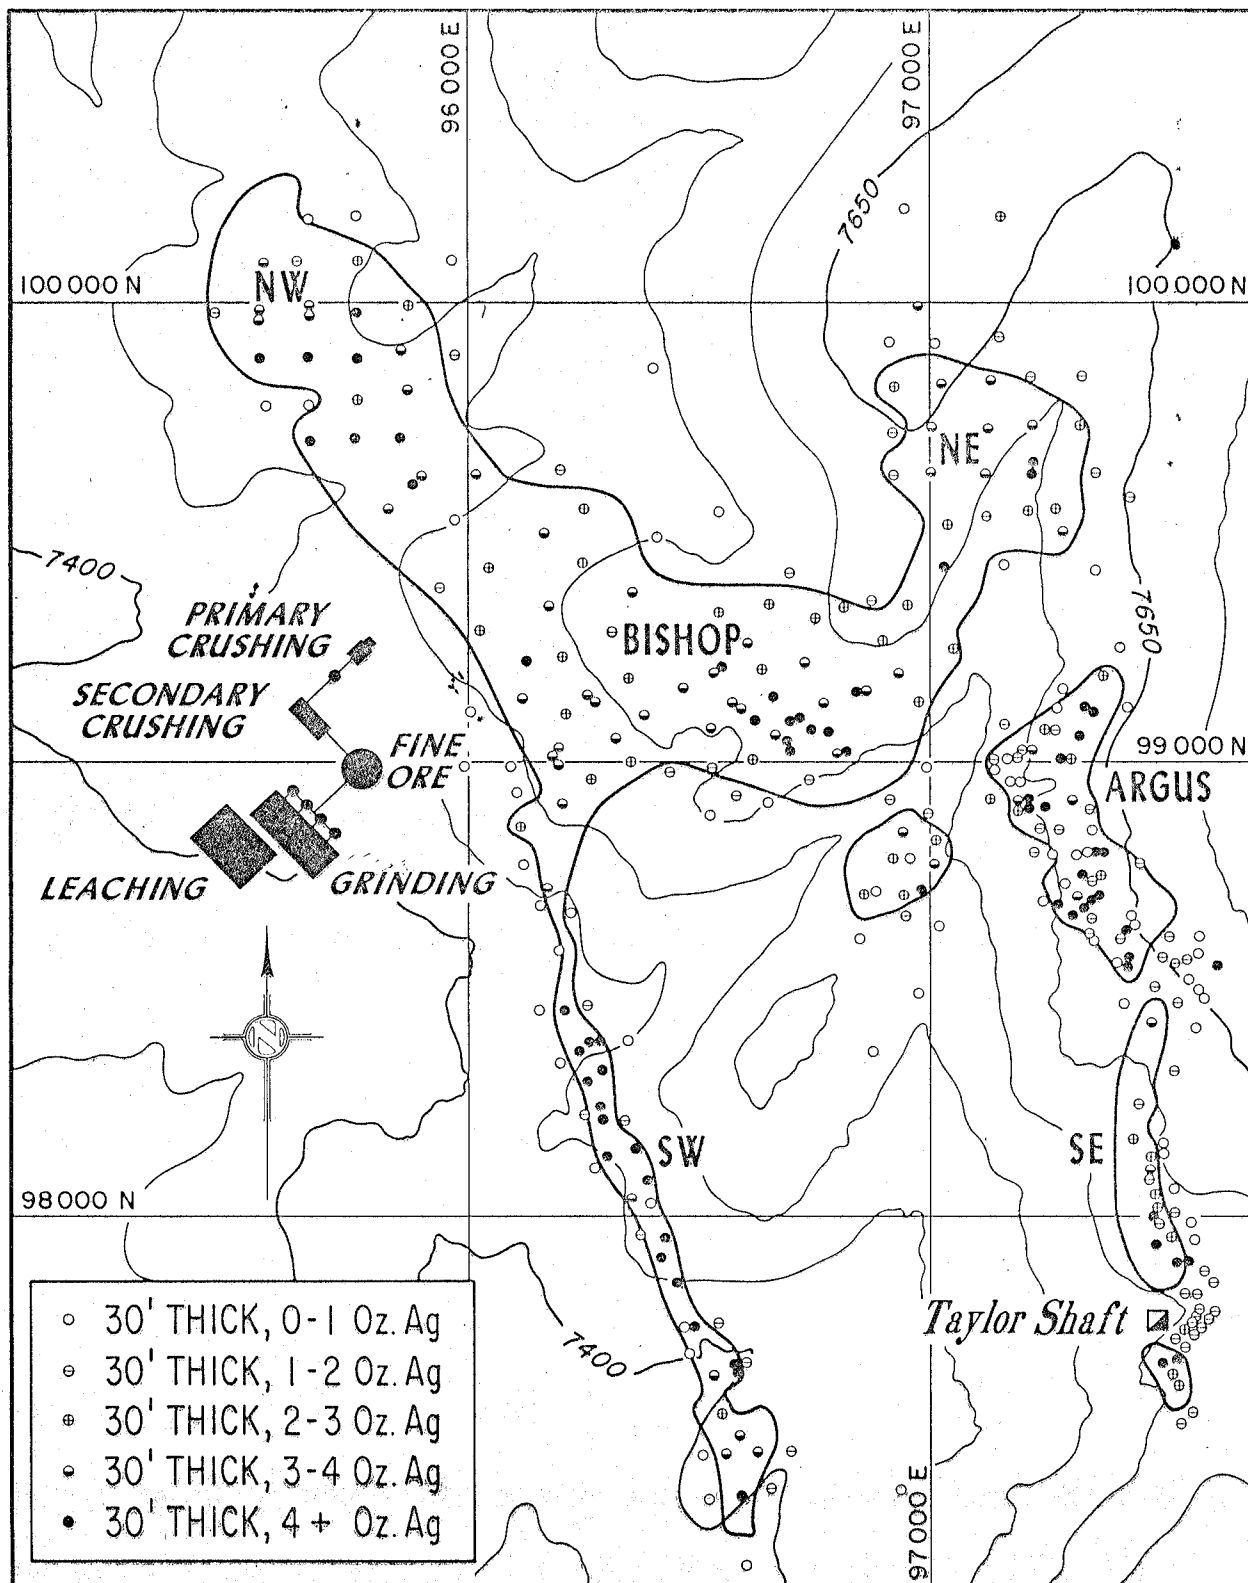 96 000 E
97 000 E
7650
100 000 N
NW
100 000 N
NE
7400
7650
PRIMARY
CRUSHING
BISHOP
SECONDARY
CRUSHING
FINE
ORE
99 000 N
ARGUS
LEACHING
GRINDING
N
SW
SE
98 000 N
Taylor Shaft
7400
30' THICK, 0-1 Oz. Ag
30' THICK, 1-2 Oz. Ag
30' THICK, 2-3 Oz. Ag
30' THICK, 3-4 Oz. Ag
30' THICK, 4+ Oz. Ag
97 000 E